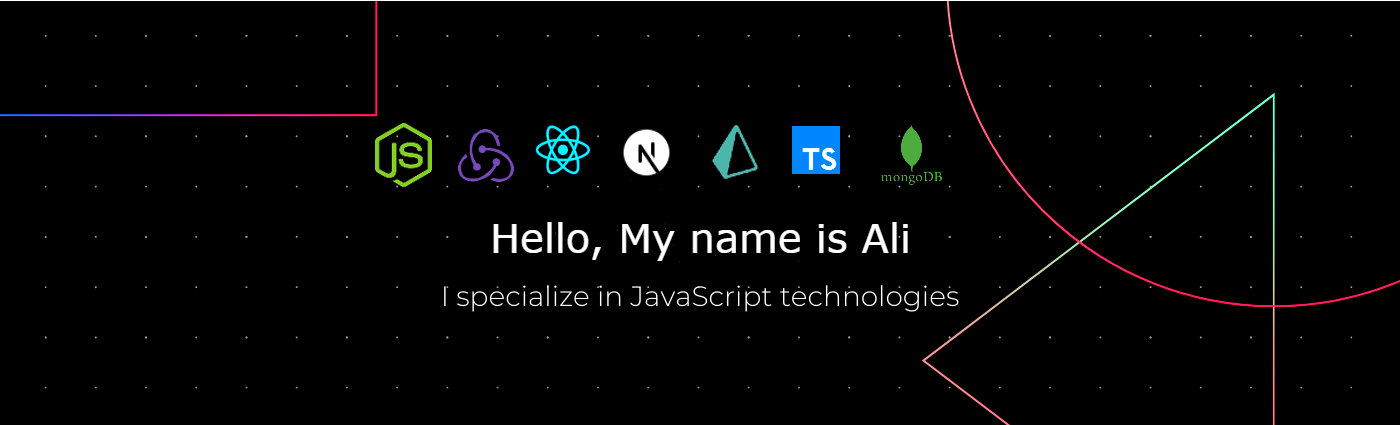 JS
N
TS
mongoDB
Hello, My name is Ali
I specialize in JavaScript technologies